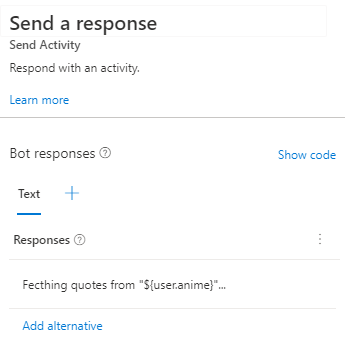 Send a response
Send Activity
Respond with an activity.
Learn more
Bot responses
Show code
Text
Responses
Fecthing quotes from "${user.anime}"...
Add alternative